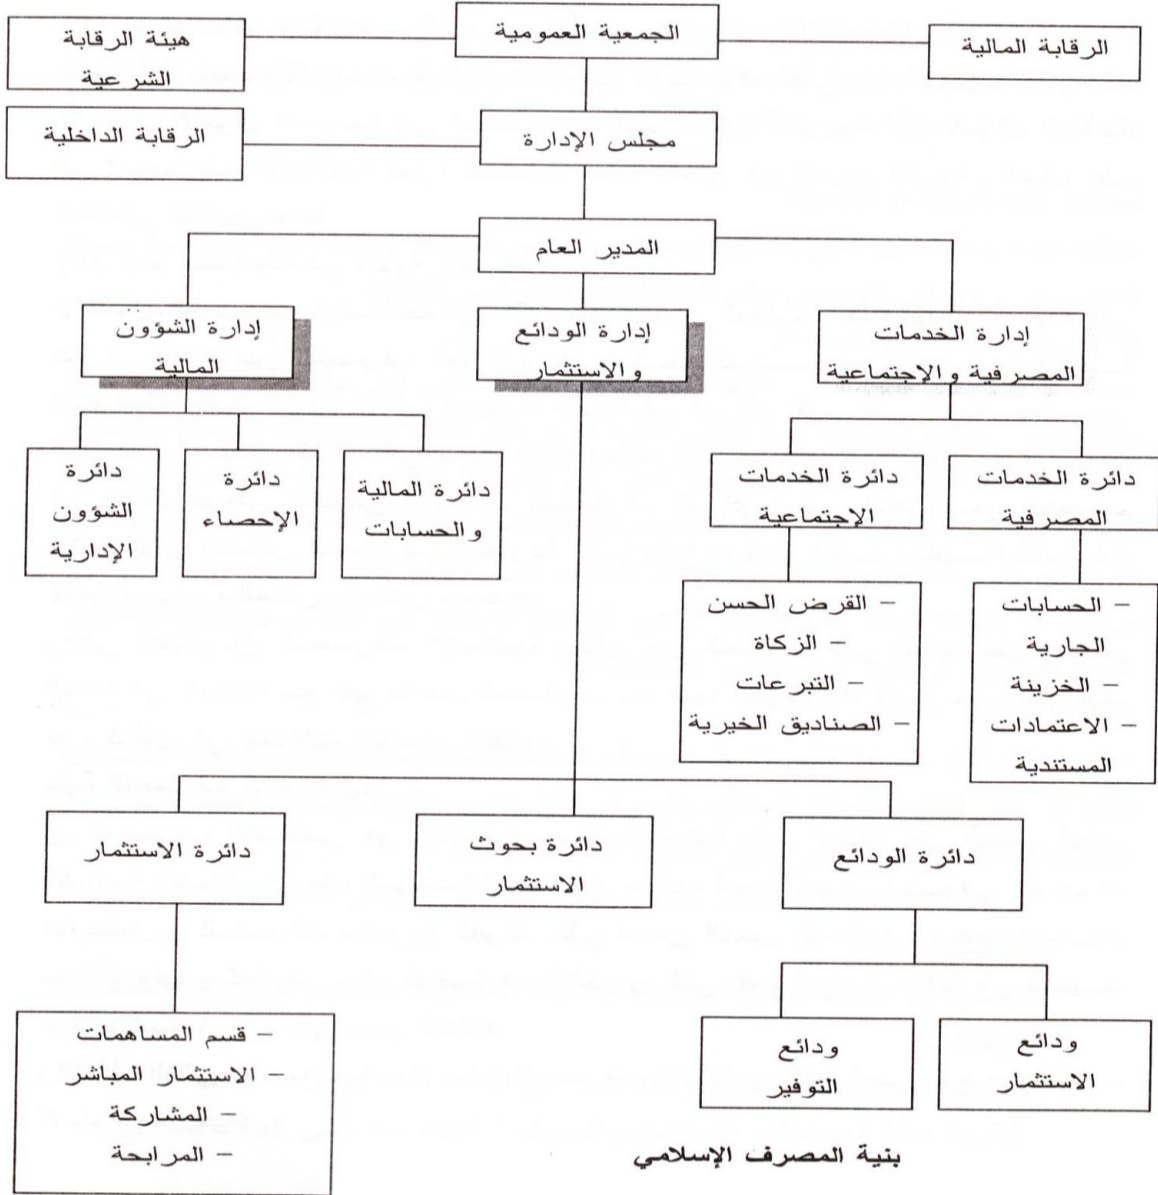 الجمعية العمومية
الرقابة المالية
هيئة الرقابة
الشرعية
مجلس الإدارة
الرقابة الداخلية
المدير العام
إدارة الخدمات
المصرفية والاجتماعية
إدارة الودائع
والاستثمار
إدارة الشؤون
المالية
دائرة الخدمات
المصرفية
دائرة الخدمات
الإجتماعية
دائرة المالية
والحسابات
دائرة
الإحصاء
دائرة
الشؤون
الإدارية
– الحسابات
الجارية
– الخزينة
– الاعتمادات
المستندية
– القرض الحسن
– الزكاة
– التبرعات
– الصناديق الخيرية
دائرة الودائع
دائرة بحوث
الاستثمار
دائرة الاستثمار
ودائع
الاستثمار
ودائع
التوفير
– قسم المساهمات
الاستثمار المباشر
– المشاركة
– المرابحة
بنية المصرف الإسلامي